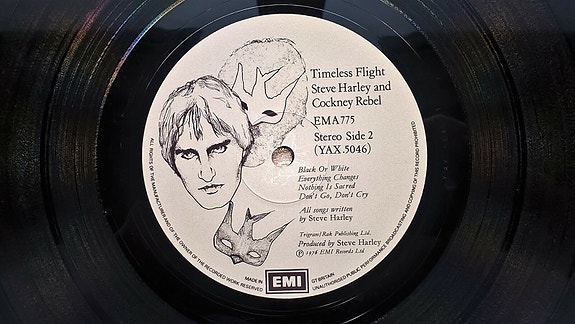 Timeless Flight
Steve Harley and
Cockney Rebel
EMA775
Stereo Side 2
(YAX.5046)
Black Or White
Everything Changes
Nothing Is Sacred
Don't Go, Don't Cry
All songs written
by Steve Harley
Trigram/Rak Publishing Ltd.
Produced by Steve Harley
Ⓟ 1976 EMI Records Ltd
ALL RIGHTS OF THE MANUFACTURER AND OF THE OWNER OF THE RECORDED WORK RESERVED
MADE IN
EMI
GT BRITAIN
UNAUTHORISED PUBLIC PERFORMANCE BROADCASTING AND COPYING OF THIS RECORD PROHIBITED